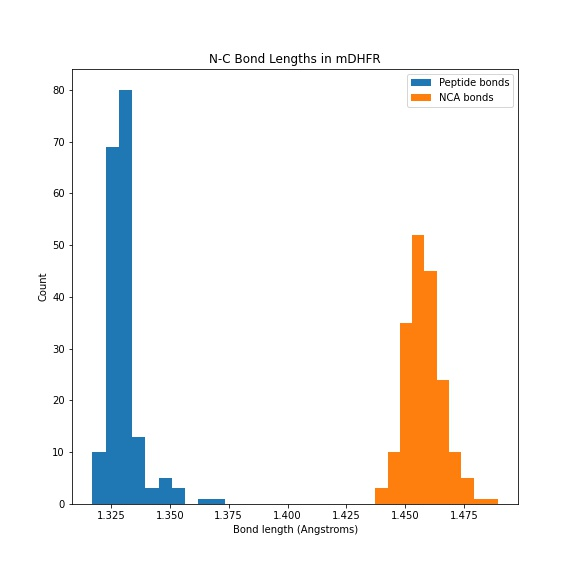 N-C Bond Lengths in mDHFR
Peptide bonds
NCA bonds
80
70
60
50
40
30
20
10
0
Count
1.325 1.350 1.375 1.400 1.425 1.450 1.475
Bond length (Angstroms)